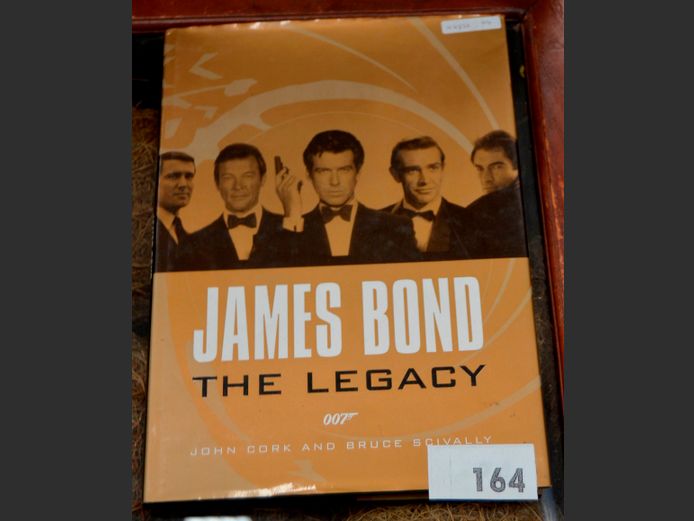 JAMES BOND
THE LEGACY
007
JOHN CORK AND BRUCE SCIVALLY
164